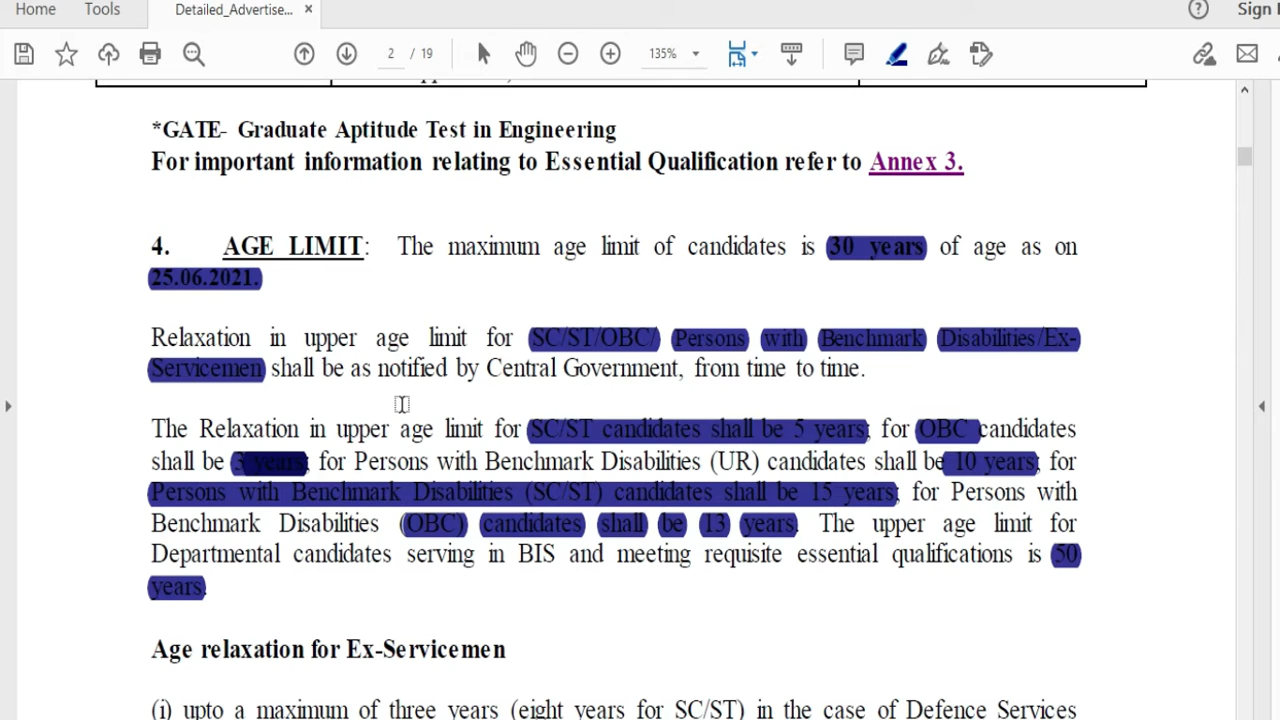 Home Tools Detailed_Advertise... × Sign
2 / 19 135%
*GATE- Graduate Aptitude Test in Engineering
For important information relating to Essential Qualification refer to Annex 3.
4. AGE LIMIT: The maximum age limit of candidates is 30 years of age as on
25.06.2021.
Relaxation in upper age limit for SC/ST/OBC/ Persons with Benchmark Disabilities/Ex-
Servicemen shall be as notified by Central Government, from time to time.
The Relaxation in upper age limit for SC/ST candidates shall be 5 years; for OBC candidates
shall be 3 years; for Persons with Benchmark Disabilities (UR) candidates shall be 10 years; for
Persons with Benchmark Disabilities (SC/ST) candidates shall be 15 years; for Persons with
Benchmark Disabilities (OBC) candidates shall be 13 years. The upper age limit for
Departmental candidates serving in BIS and meeting requisite essential qualifications is 50
years.
Age relaxation for Ex-Servicemen
(i) upto a maximum of three years (eight years for SC/ST) in the case of Defence Services